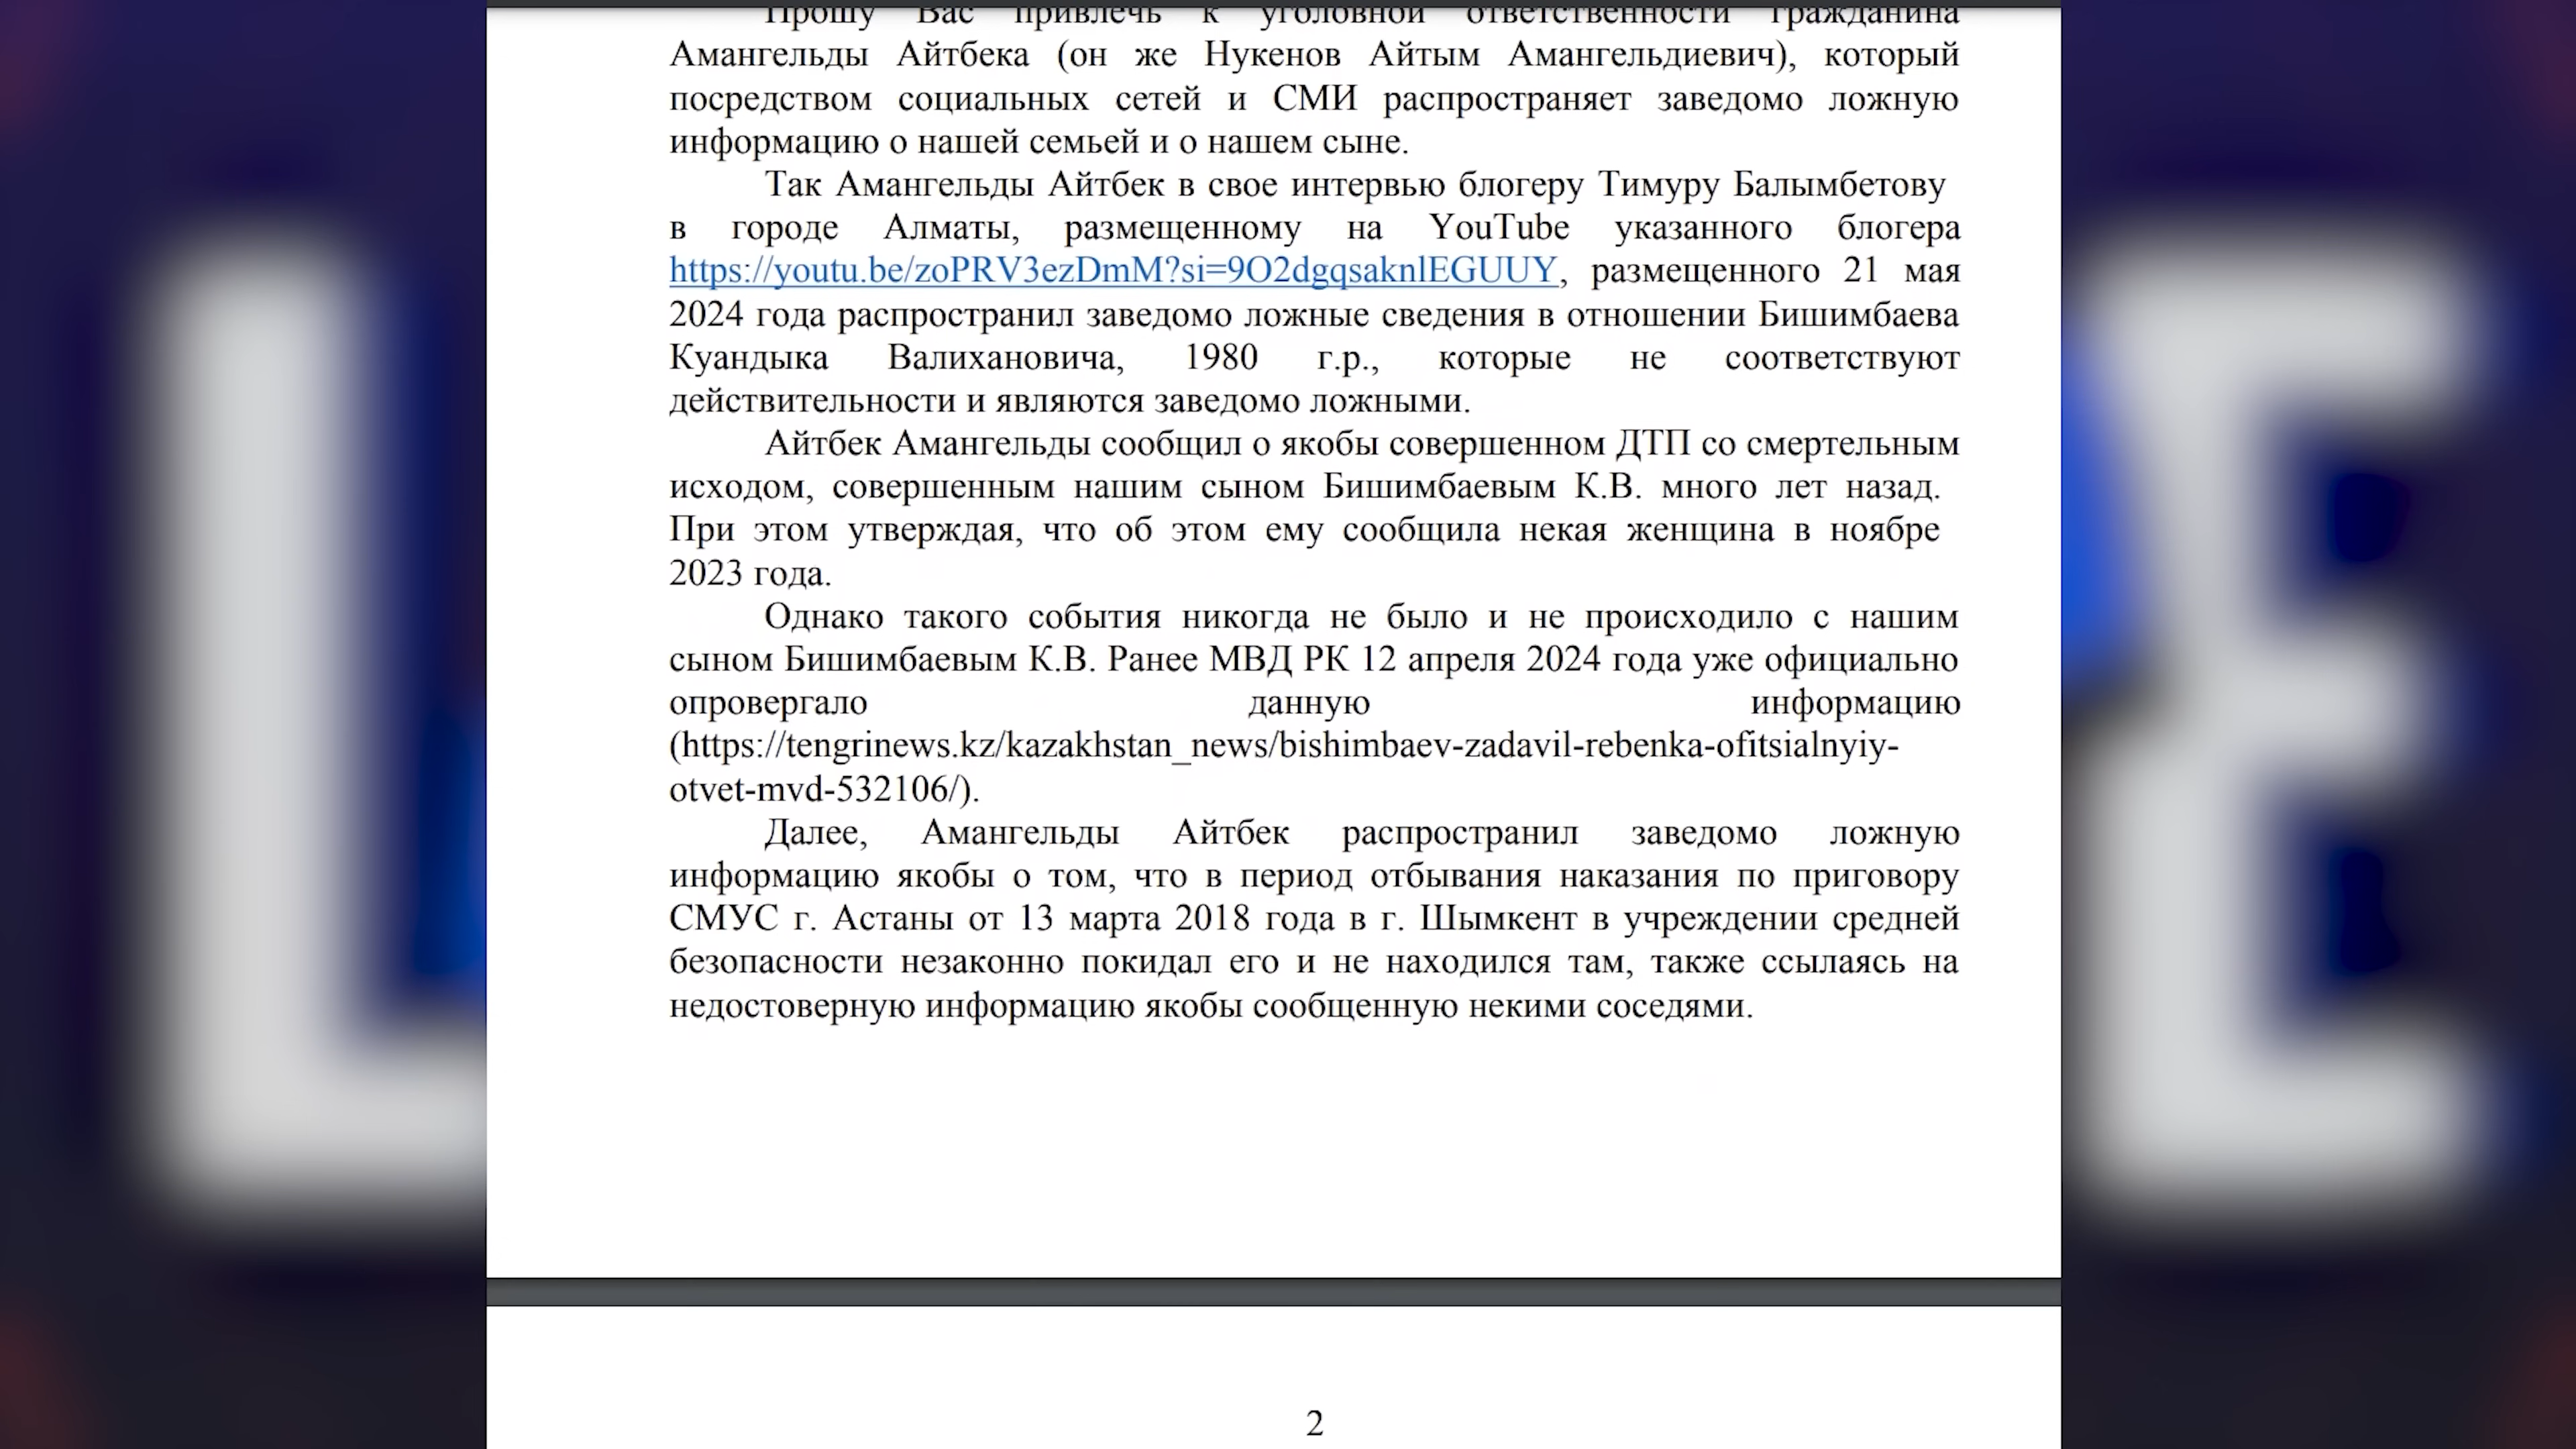 Прошу Вас привлечь к уголовной ответственности гражданина
Амангельды Айтбека (он же Нукенов Айтым Амангельдиевич), который
посредством социальных сетей и СМИ распространяет заведомо ложную
информацию о нашей семьей и о нашем сыне.
Так Амангельды Айтбек в свое интервью блогеру Тимуру Балымбетову
в городе Алматы, размещенному на YouTube указанного блогера
https://youtu.be/zoPRV3ezDmM?si=9O2dgqsaknlEGUUY, размещенного 21 мая
2024 года распространил заведомо ложные сведения в отношении Бишимбаева
Куандыка Валихановича, 1980 г.р., которые не соответствуют
действительности и являются заведомо ложными.
Айтбек Амангельды сообщил о якобы совершенном ДТП со смертельным
исходом, совершенным нашим сыном Бишимбаевым К.В. много лет назад.
При этом утверждая, что об этом ему сообщила некая женщина в ноябре
2023 года.
Однако такого события никогда не было и не происходило с нашим
сыном Бишимбаевым К.В. Ранее МВД РК 12 апреля 2024 года уже официально
опровергало данную информацию
(https://tengrinews.kz/kazakhstan_news/bishimbaev-zadavil-rebenka-ofitsialnyiy-
otvet-mvd-532106/).
Далее, Амангельды Айтбек распространил заведомо ложную
информацию якобы о том, что в период отбывания наказания по приговору
СМУС г. Астаны от 13 марта 2018 года в г. Шымкент в учреждении средней
безопасности незаконно покидал его и не находился там, также ссылаясь на
недостоверную информацию якобы сообщенную некими соседями.
2
L
E